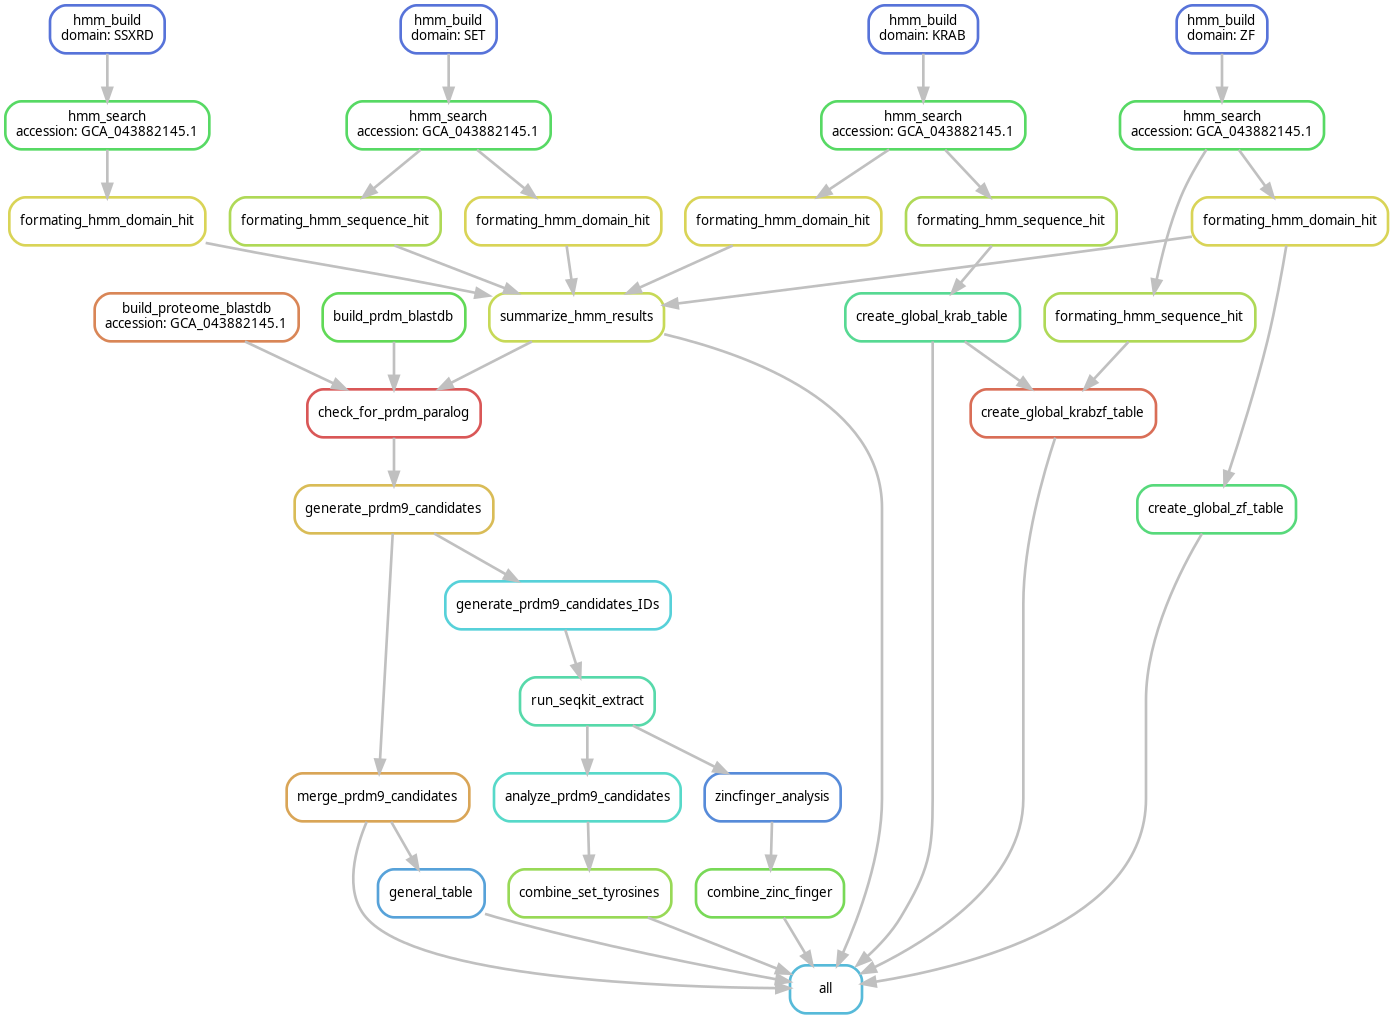 hmm_build
domain: SSXRD
hmm_build
domain: SET
hmm_build
domain: KRAB
hmm_build
domain: ZF
hmm_search
accession: GCA_043882145.1
hmm_search
accession: GCA_043882145.1
hmm_search
accession: GCA_043882145.1
hmm_search
accession: GCA_043882145.1
formating_hmm_domain_hit
formating_hmm_sequence_hit
formating_hmm_domain_hit
formating_hmm_domain_hit
formating_hmm_sequence_hit
formating_hmm_domain_hit
build_proteome_blastdb
accession: GCA_043882145.1
build_prdm_blastdb
summarize_hmm_results
create_global_krab_table
formating_hmm_sequence_hit
check_for_prdm_paralog
create_global_krabzf_table
generate_prdm9_candidates
create_global_zf_table
generate_prdm9_candidates_IDs
run_seqkit_extract
merge_prdm9_candidates
analyze_prdm9_candidates
zincfinger_analysis
general_table
combine_set_tyrosines
combine_zinc_finger
all